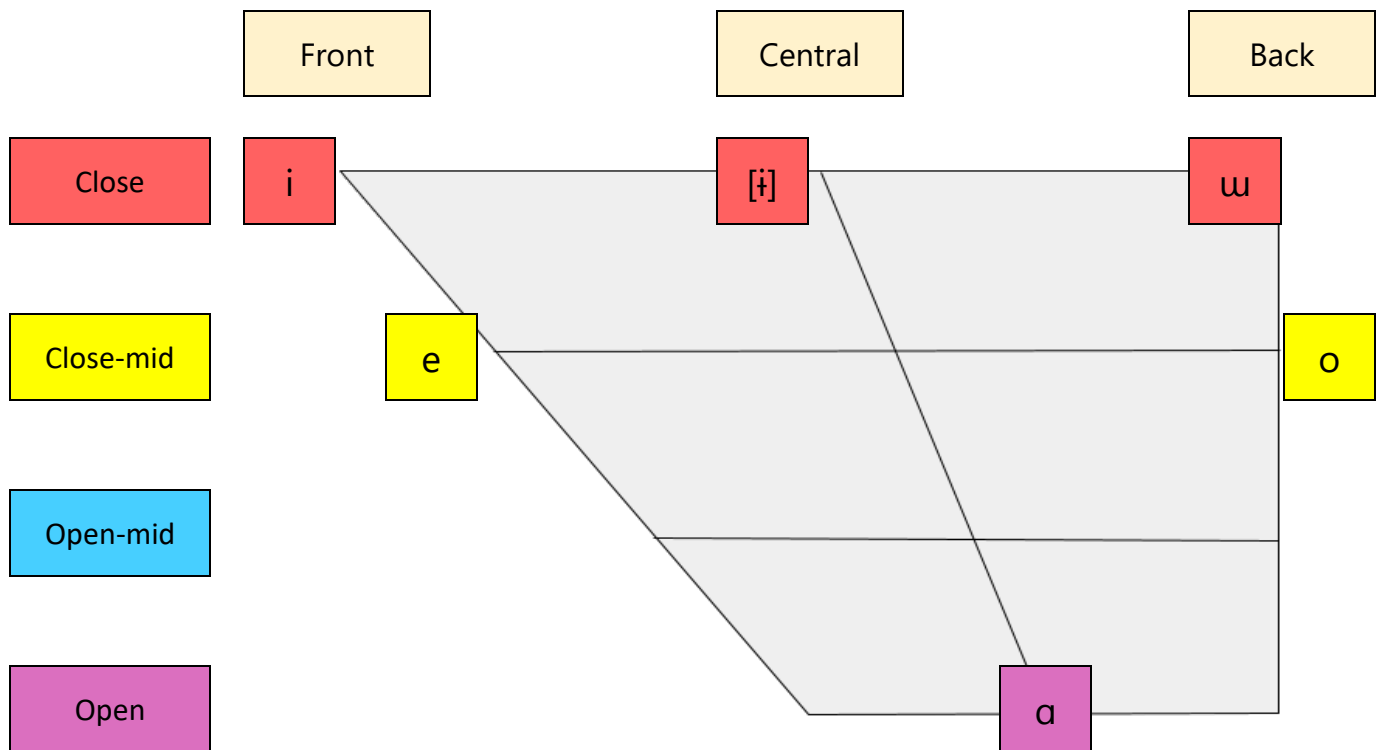 Front Central Back
Close i [ɨ] ɯ
Close-mid e o
Open-mid
Open ɑ